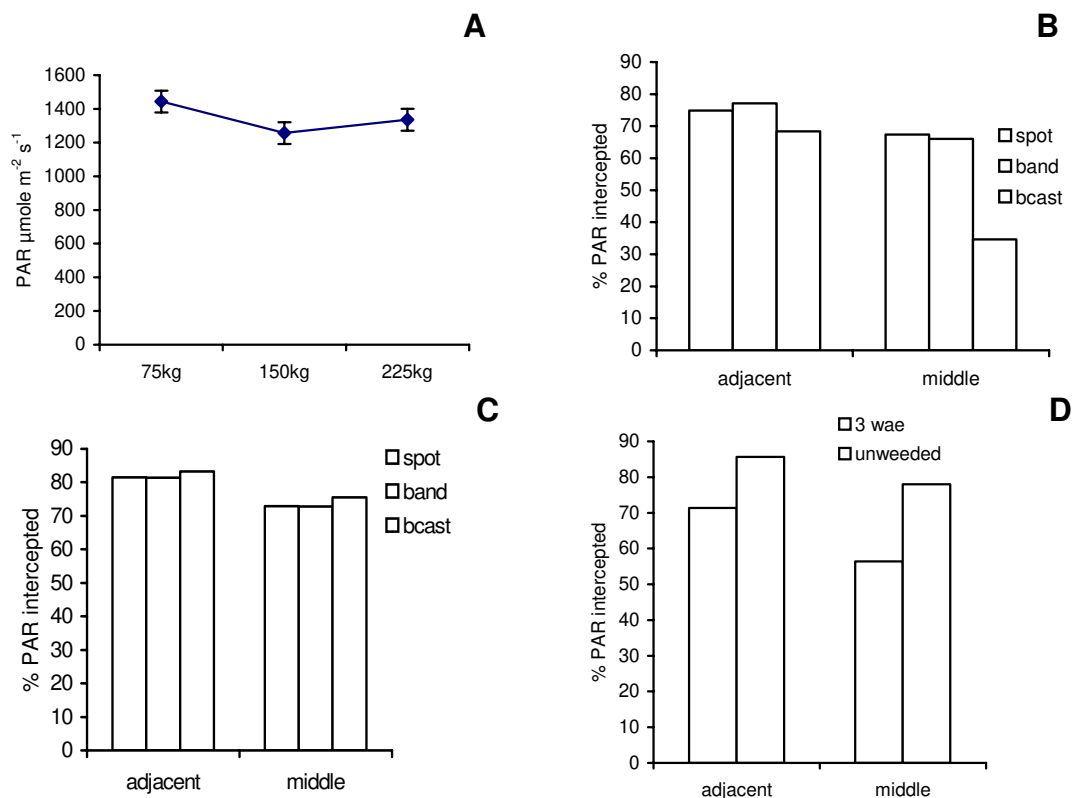 A
1600
1400
1200
1000
800
600
400
200
0
PAR µmole m-2 s-1
75kg 150kg 225kg
B
90
80
70
60
50
40
30
20
10
0
% PAR intercepted
adjacent middle
spot
band
bcast
C
90
80
70
60
50
40
30
20
10
0
% PAR intercepted
adjacent middle
spot
band
bcast
D
3 wae
unweeded
90
80
70
60
50
40
30
20
10
0
% PAR intercepted
adjacent middle